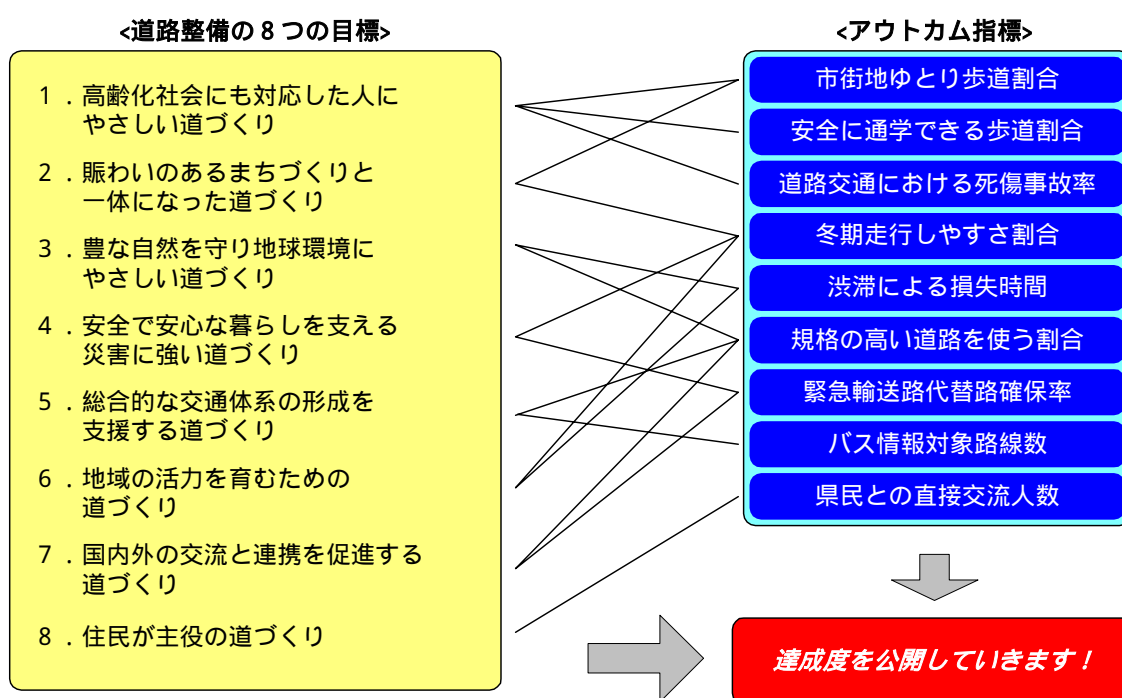 <道路整備の8つの目標>
1．高齢化社会にも対応した人に
やさしい道づくり
2．賑わいのあるまちづくりと
一体になった道づくり
3．豊な自然を守り地球環境に
やさしい道づくり
4．安全で安心な暮らしを支える
災害に強い道づくり
5．総合的な交通体系の形成を
支援する道づくり
6．地域の活力を育むための
道づくり
7．国内外の交流と連携を促進する
道づくり
8．住民が主役の道づくり
<アウトカム指標>
市街地ゆとり歩道割合
安全に通学できる歩道割合
道路交通における死傷事故率
冬期走行しやすさ割合
渋滞による損失時間
規格の高い道路を使う割合
緊急輸送路代替路確保率
バス情報対象路線数
県民との直接交流人数
達成度を公開していきます！